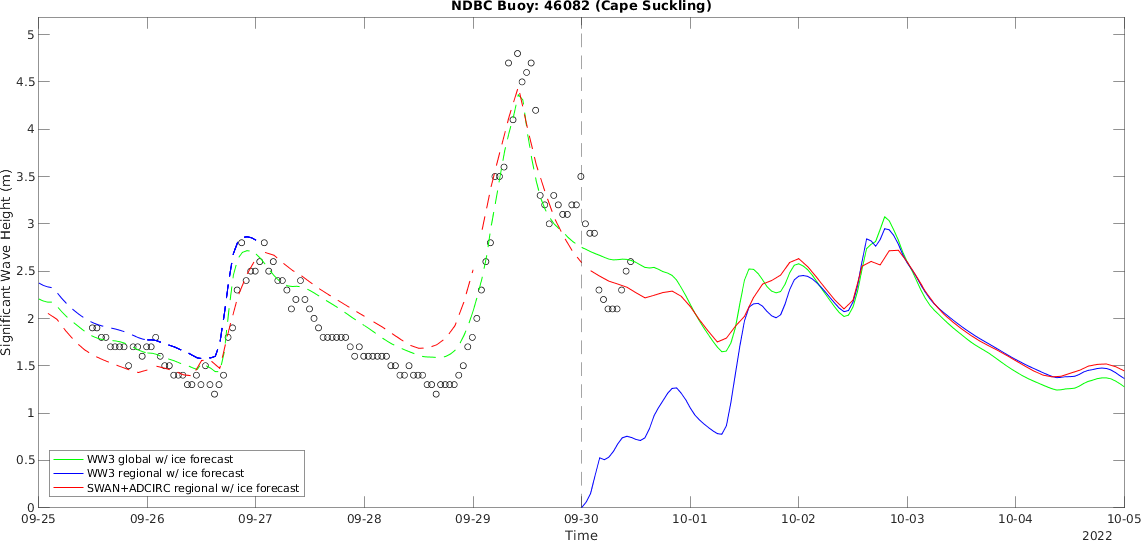 NDBC Buoy: 46082 (Cape Suckling)
5
4.5
4
3.5
3
2.5
2
1.5
1
0.5
0
Significant Wave Height (m)
WW3 global w/ ice forecast
WW3 regional w/ ice forecast
SWAN+ADCIRC regional w/ ice forecast
09-25 09-26 09-27 09-28 09-29 09-30 10-01 10-02 10-03 10-04 10-05
Time
2022